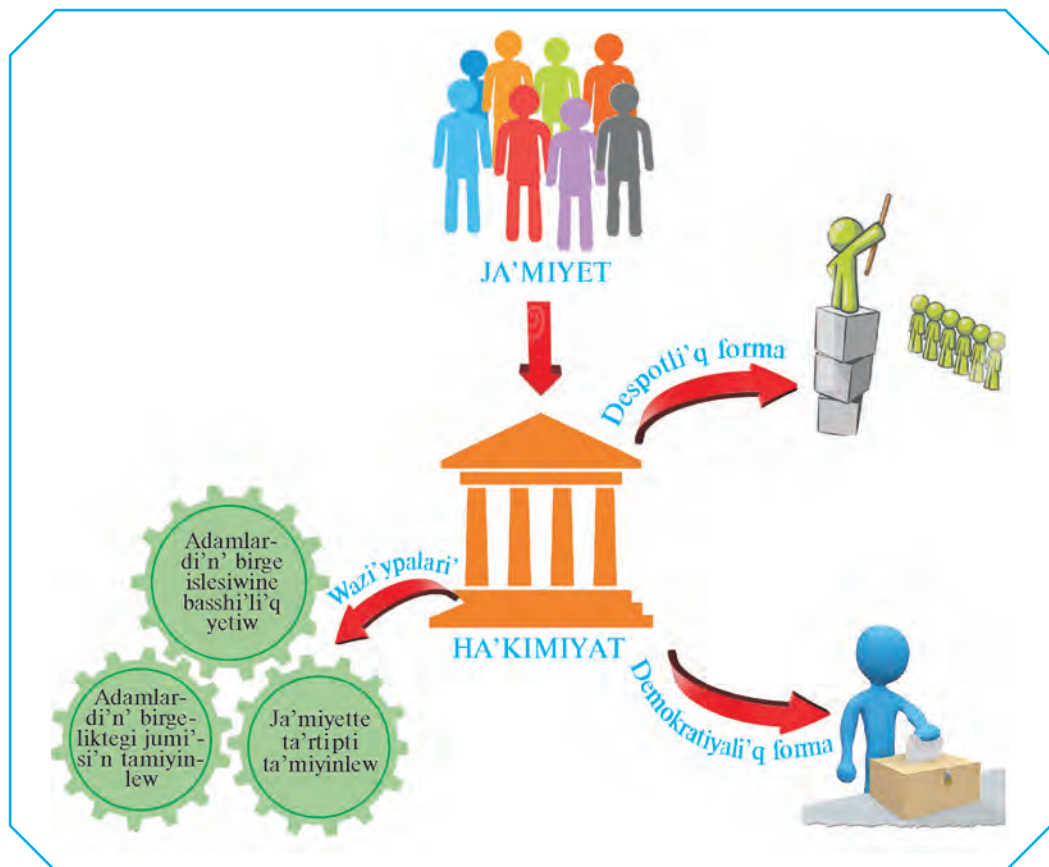 JA’MIYET
Despotli’q forma
Wazi’ypalari’
HA’KIMIYAT
Demokratiyali’q forma
Adamlar-
di’n’ birge
islesiwine
basshi’li’q
yetiw
Adamlar-
di’n’ birge-
liktegi jumi’-
si’n tamiyin-
lew
Ja’miyette
ta’rtipti
ta’miyinlew